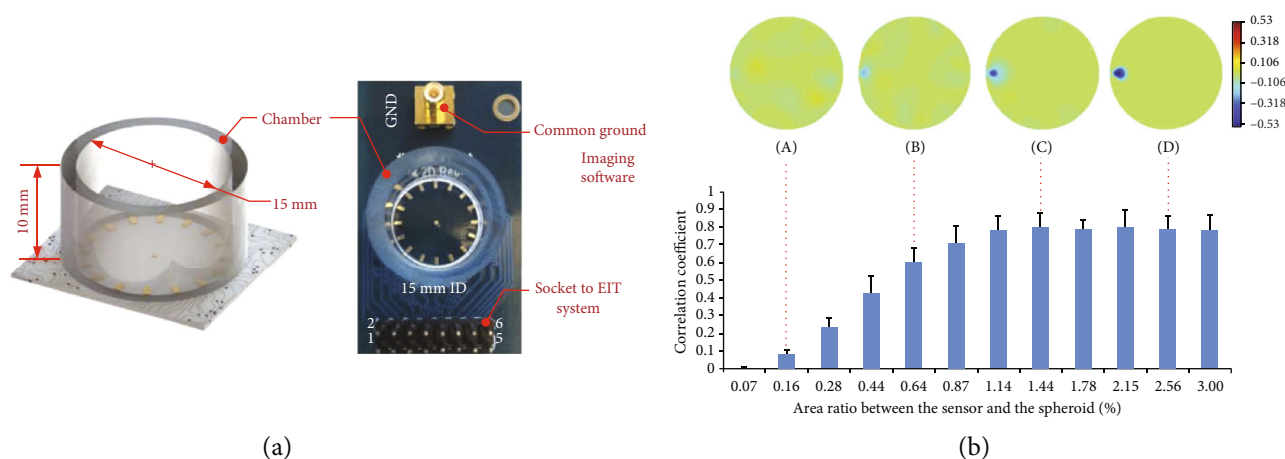 GND
Chamber
Common ground
Imaging
software
10 mm
15 mm
2D Rev
15 mm ID
Socket to EIT
system
2
6
1
5
(a)
0.53
0.318
0.106
−0.106
−0.318
−0.53
(A)
(B)
(C)
(D)
Correlation coefficient
1
0.9
0.8
0.7
0.6
0.5
0.4
0.3
0.2
0.1
0
0.07 0.16 0.28 0.44 0.64 0.87 1.14 1.44 1.78 2.15 2.56 3.00
Area ratio between the sensor and the spheroid (%)
(b)